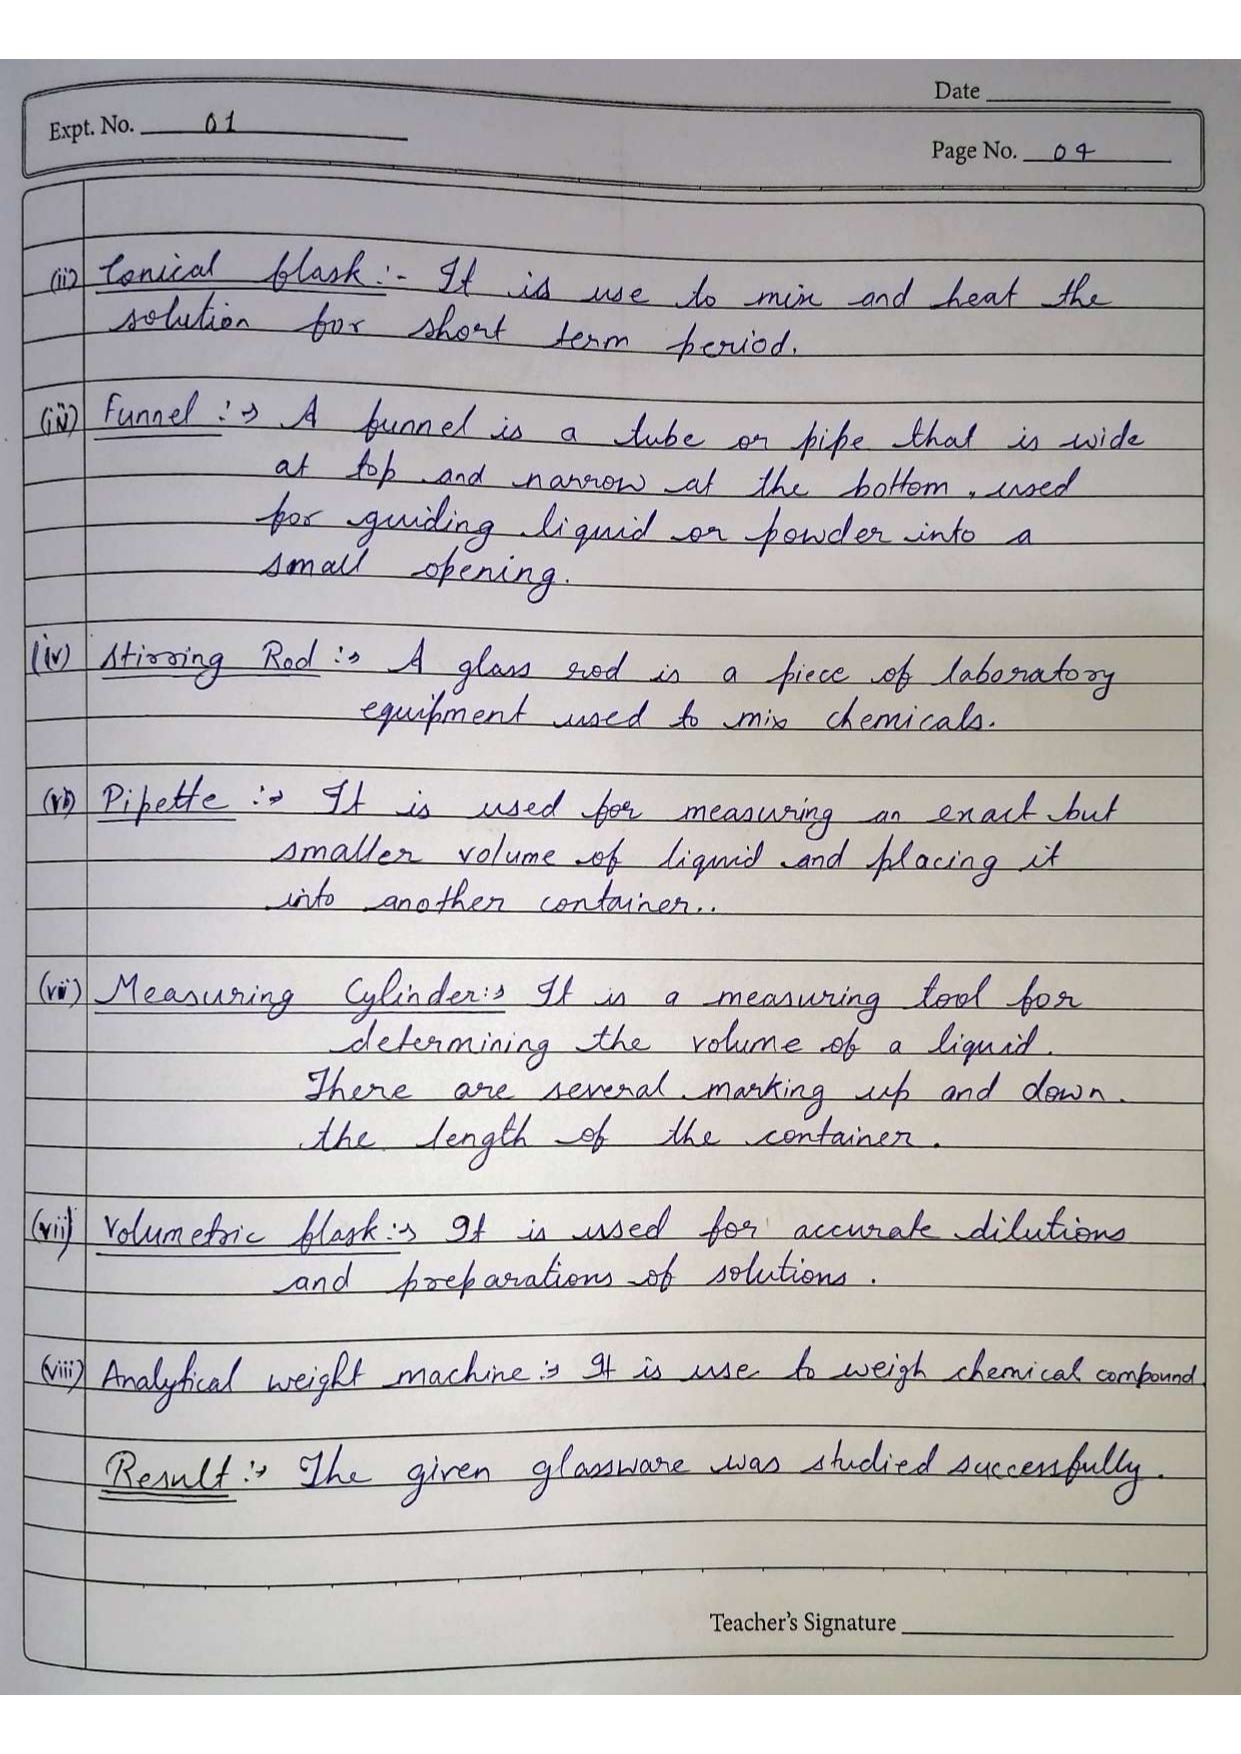 Date
Expt. No. 01
Page No. 04
(ii) Conical flask :- It is use to mix and heat the
solution for short term period.
(iii) Funnel :→ A funnel is a tube or pipe that is wide
at top and narrow at the bottom, used
for guiding liquid or powder into a
small opening.
(iv) Stirring Rod :→ A glass rod is a piece of laboratory
equipment used to mix chemicals.
(vi) Pipette :→ It is used for measuring an exact but
smaller volume of liquid and placing it
into another container..
(vii) Measuring Cylinder :→ It is a measuring tool for
determining the volume of a liquid.
There are several marking up and down.
the length of the container.
(vii) Volumetric flask :→ It is used for accurate dilutions
and preparations of solutions.
(viii) Analytical weight machine :→ It is use to weigh chemical compound.
Result :→ The given glassware was studied successfully.
Teacher's Signature